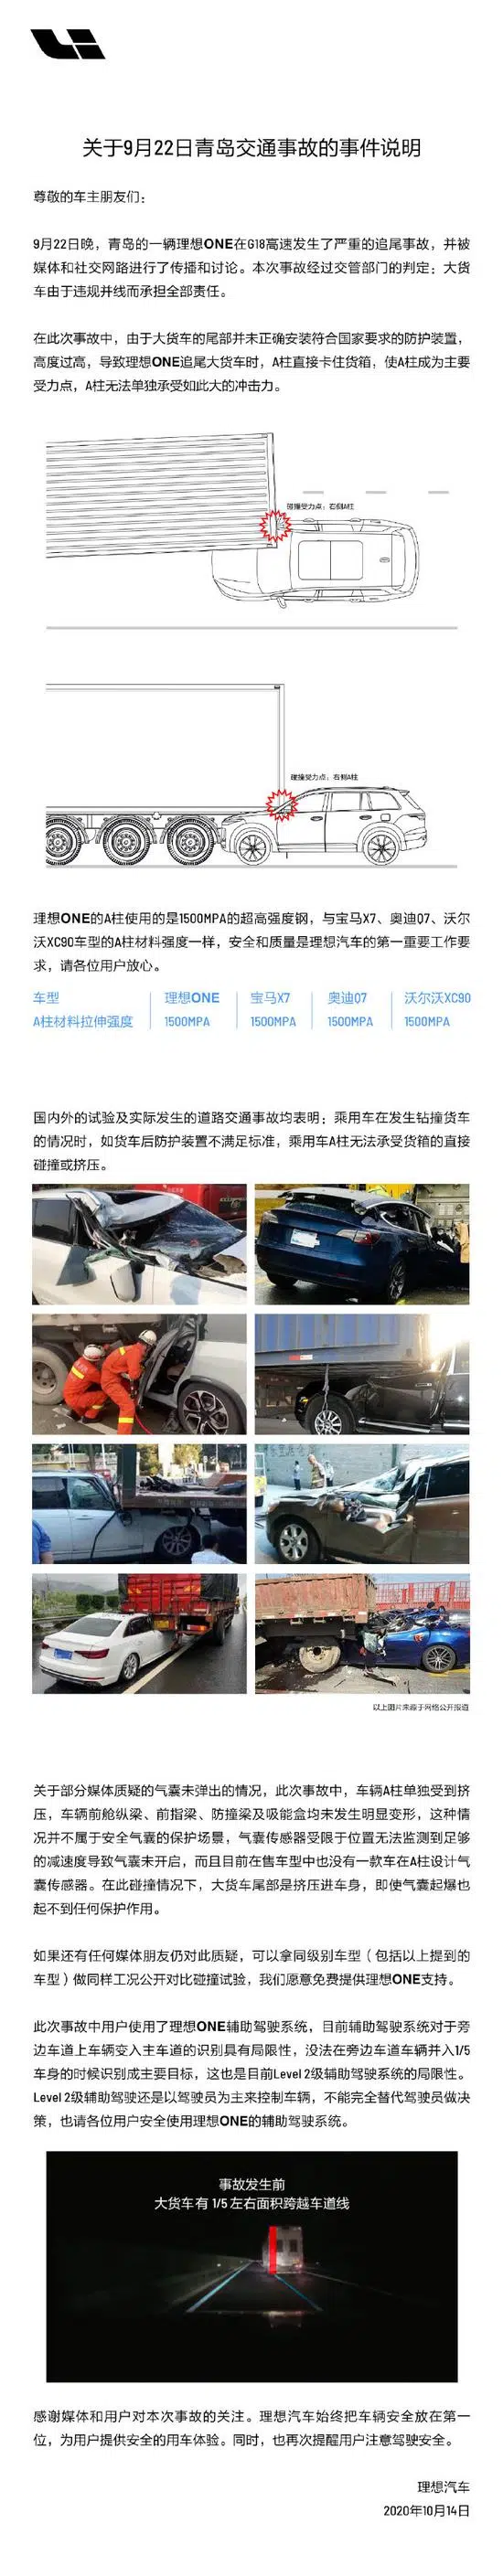 关于9月22日青岛交通事故的事件说明
尊敬的车主朋友们：
9月22日晚，青岛的一辆理想ONE在G18高速发生了严重的追尾事故，并被
媒体和社交网路进行了传播和讨论。本次事故经过交管部门的判定：大货
车由于违规并线而承担全部责任。
在此次事故中，由于大货车的尾部并未正确安装符合国家要求的防护装置，
高度过高，导致理想ONE追尾大货车时，A柱直接卡住货箱，使A柱成为主要
受力点，A柱无法单独承受如此大的冲击力。
碰撞受力点：右侧A柱
碰撞受力点：右侧A柱
理想ONE的A柱使用的是1500MPA的超高强度钢，与宝马X7、奥迪Q7、沃尔
沃XC90车型的A柱材料强度一样，安全和质量是理想汽车的第一重要工作要
求，请各位用户放心。
车型 理想ONE 宝马X7 奥迪Q7 沃尔沃XC90
A柱材料拉伸强度 1500MPA 1500MPA 1500MPA 1500MPA
国内外的试验及实际发生的道路交通事故均表明：乘用车在发生钻撞货车
的情况时，如货车后防护装置不满足标准，乘用车A柱无法承受货箱的直接
碰撞或挤压。
以上图片来源于网络公开报道
关于部分媒体质疑的气囊未弹出的情况，此次事故中，车辆A柱单独受到挤
压，车辆前舱纵梁、前指梁、防撞梁及吸能盒均未发生明显变形，这种情
况并不属于安全气囊的保护场景，气囊传感器受限于位置无法监测到足够
的减速度导致气囊未开启，而且目前在售车型中也没有一款车在A柱设计气
囊传感器。在此碰撞情况下，大货车尾部是挤压进车身，即使气囊起爆也
起不到任何保护作用。
如果还有任何媒体朋友仍对此质疑，可以拿同级别车型（包括以上提到的
车型）做同样工况公开对比碰撞试验，我们愿意免费提供理想ONE支持。
此次事故中用户使用了理想ONE辅助驾驶系统，目前辅助驾驶系统对于旁
边车道上车辆变入主车道的识别具有局限性，没法在旁边车道车辆并入1/5
车身的时候识别成主要目标，这也是目前Level 2级辅助驾驶系统的局限性。
Level 2级辅助驾驶还是以驾驶员为主来控制车辆，不能完全替代驾驶员做决
策，也请各位用户安全使用理想ONE的辅助驾驶系统。
事故发生前
大货车有 1/5 左右面积跨越车道线
感谢媒体和用户对本次事故的关注。理想汽车始终把车辆安全放在第一
位，为用户提供安全的用车体验。同时，也再次提醒用户注意驾驶安全。
理想汽车
2020年10月14日